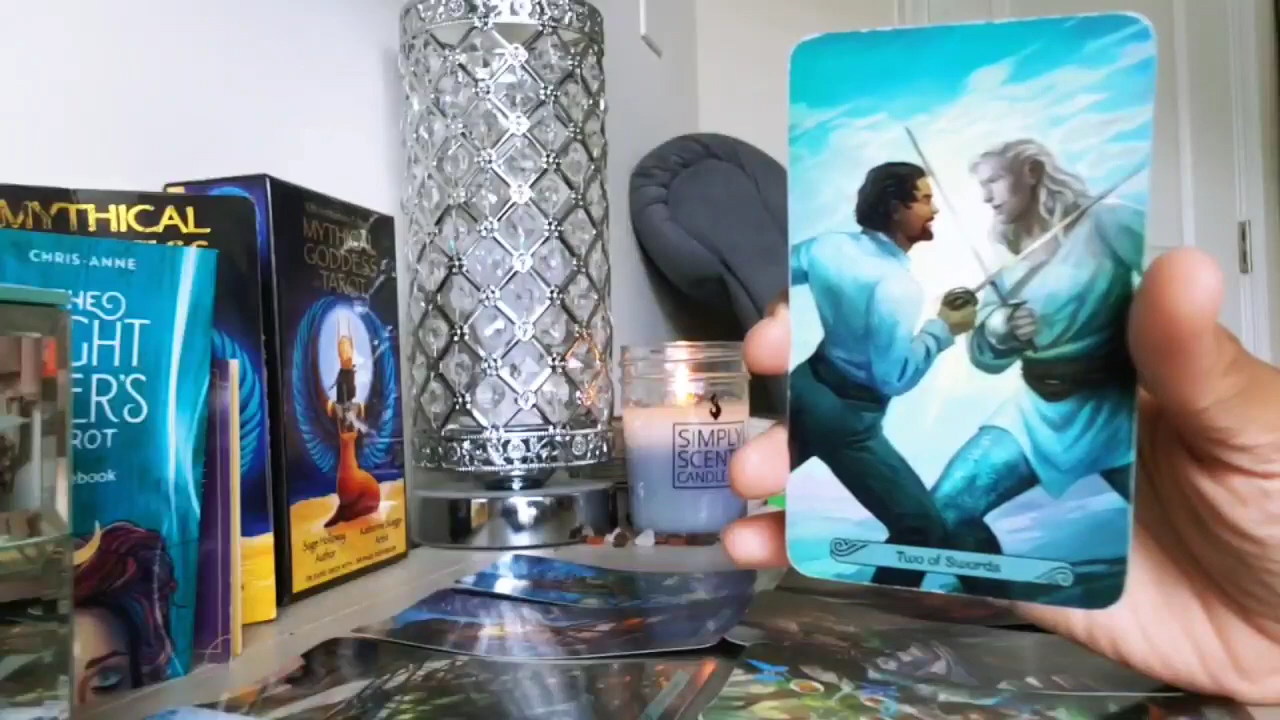 MYTHICAL
CHRIS-ANNE
THE
GHT
ER'S
ROT
ebook
MYTHICAL
GODDESS
TAROT
Sage Holloway
Author
Katherine Skaggs
Artist
SIMPLY
SCENT
CANDLE
Two of Swords